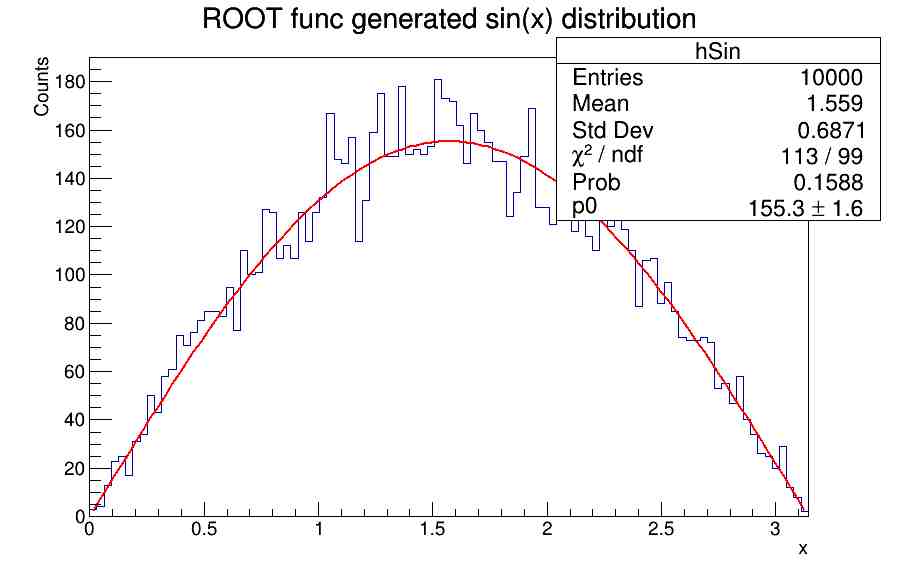 ROOT func generated sin(x) distribution
hSin
Entries 10000
Mean 1.559
Std Dev 0.6871
χ² / ndf 113 / 99
Prob 0.1588
p0 155.3 ± 1.6
Counts
180
160
140
120
100
80
60
40
20
0
0 0.5 1 1.5 2 2.5 3
x